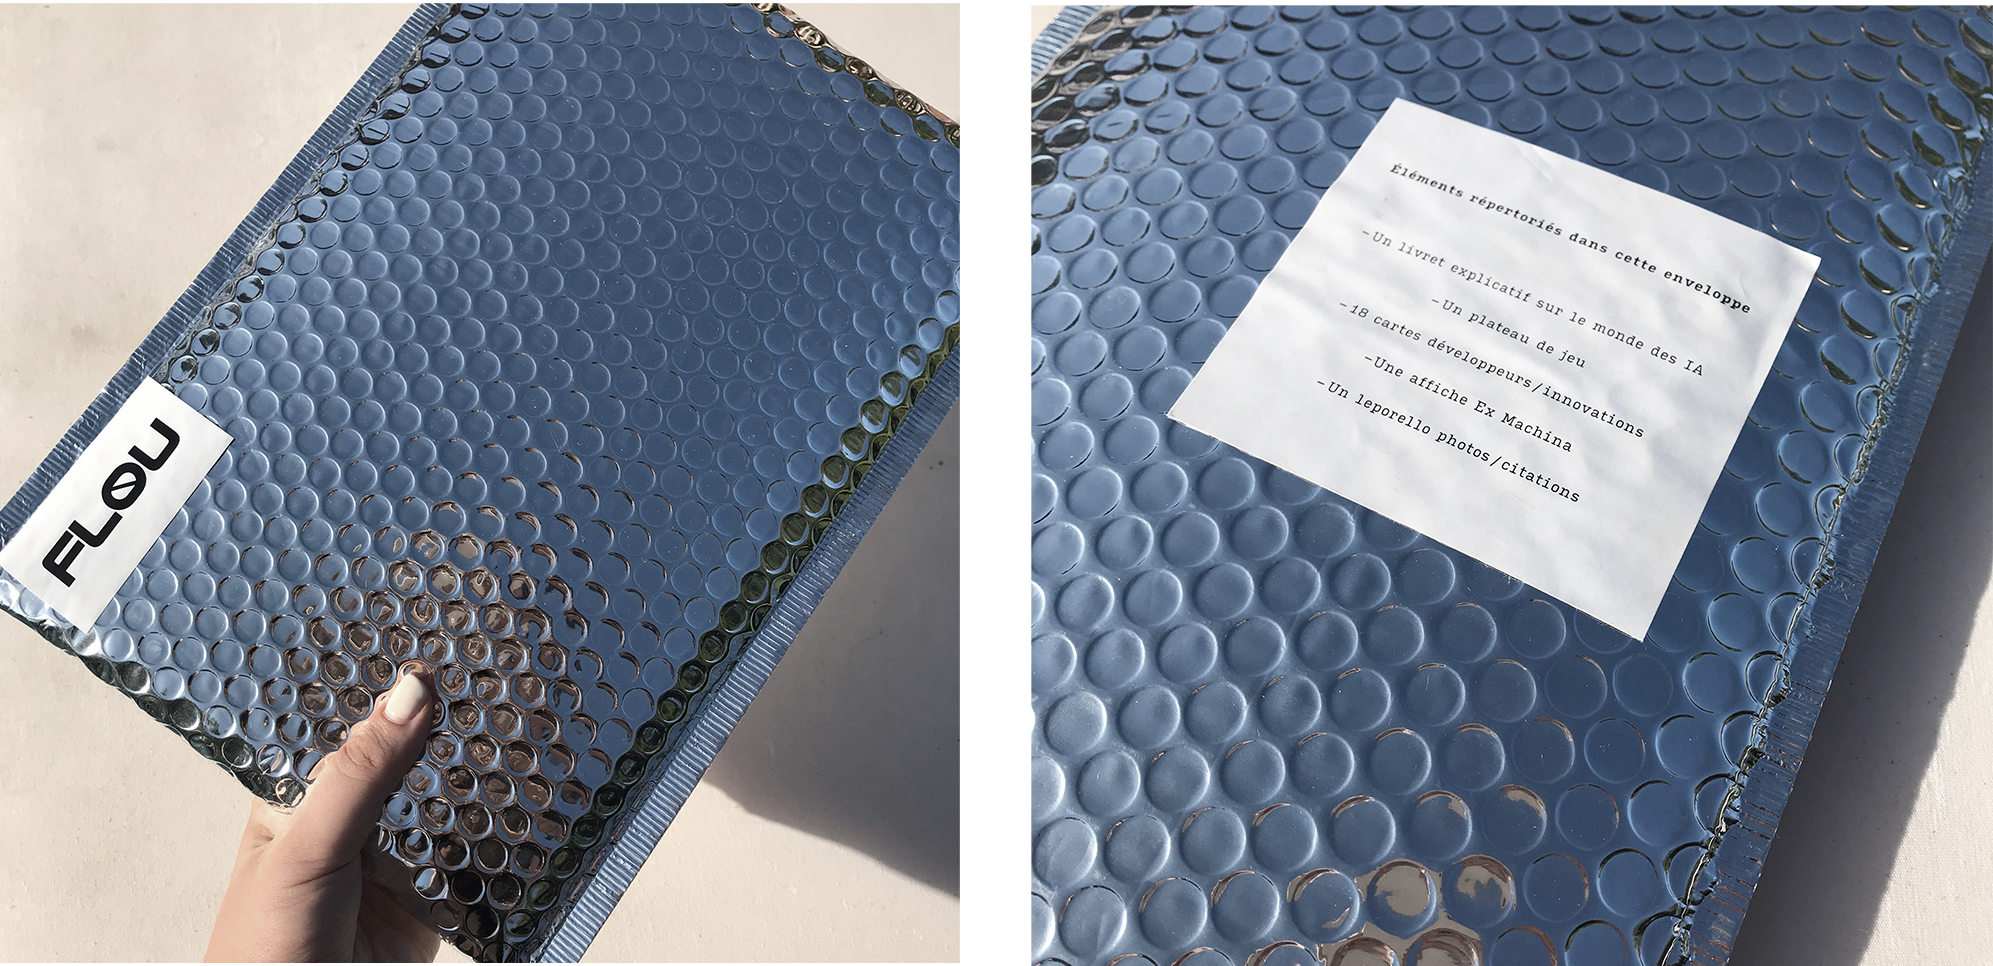 FLOU
Éléments répertoriés dans cette enveloppe
-Un livret explicatif sur le monde des IA
-Un plateau de jeu
-18 cartes développeurs/innovations
-Une affiche Ex Machina
-Un leporello photos/citations